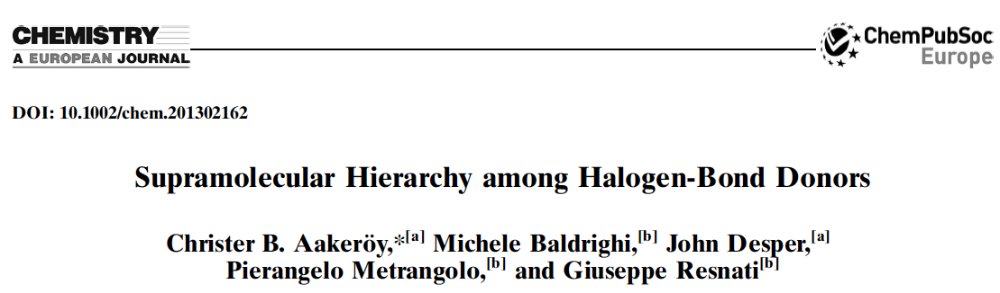 CHEMISTRY
A EUROPEAN JOURNAL
ChemPubSoc
Europe
DOI: 10.1002/chem.201302162
Supramolecular Hierarchy among Halogen-Bond Donors
Christer B. Aakeröy,*[a] Michele Baldrighi,[b] John Desper,[a]
Pierangelo Metrangolo,[b] and Giuseppe Resnati[b]